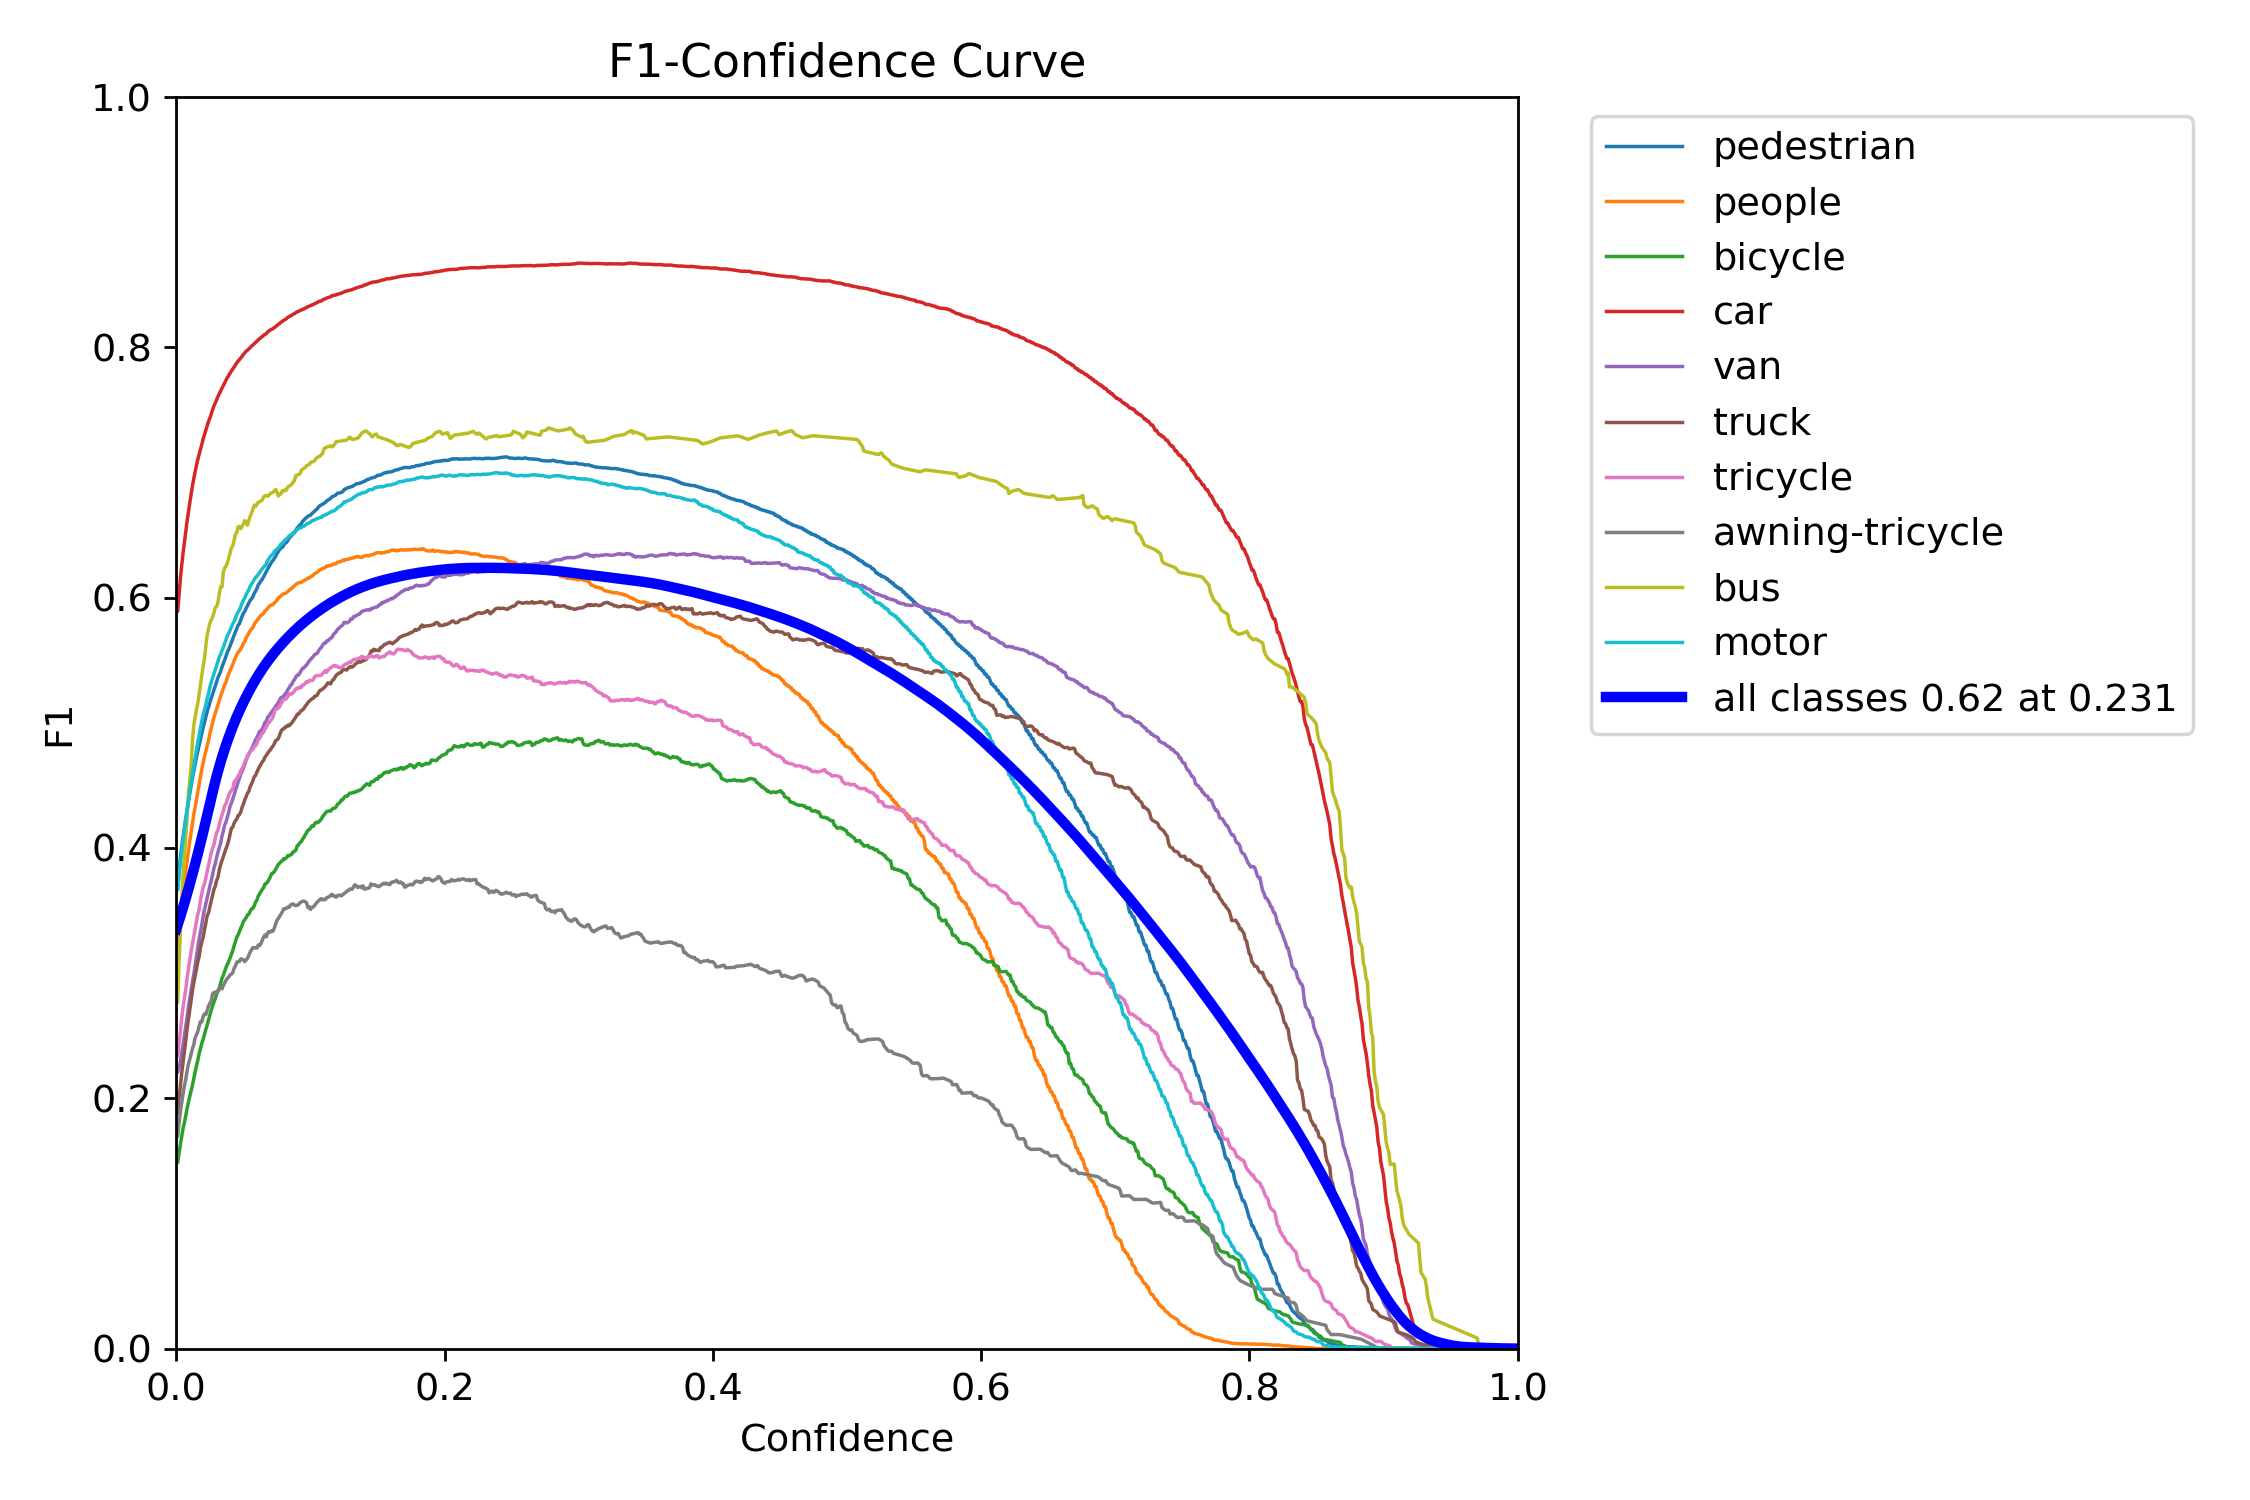 F1-Confidence Curve
1.0
0.8
0.6
0.4
0.2
0.0
F1
0.0 0.2 0.4 0.6 0.8 1.0
Confidence
pedestrian
people
bicycle
car
van
truck
tricycle
awning-tricycle
bus
motor
all classes 0.62 at 0.231